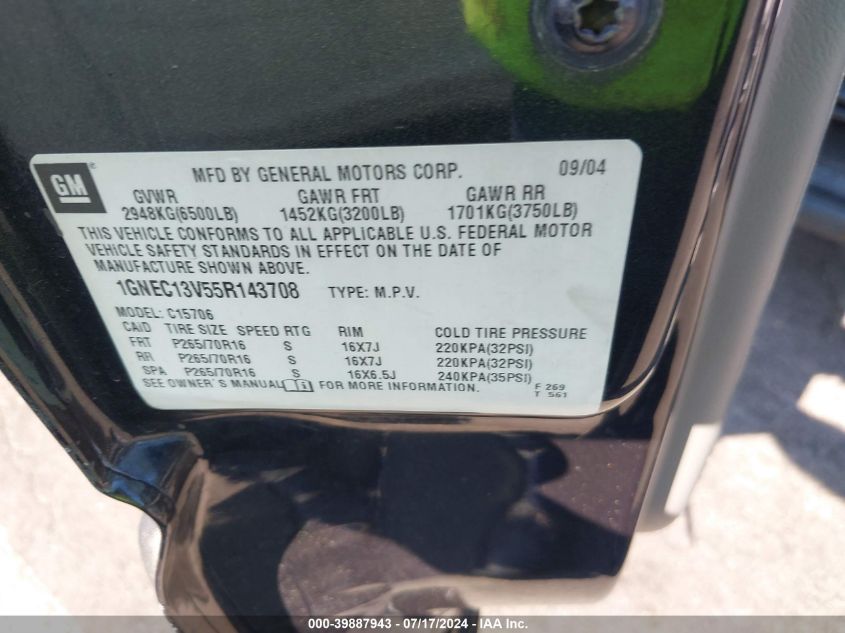 GM
MFD BY GENERAL MOTORS CORP. 09/04
GVWR GAWR FRT GAWR RR
2948KG(6500LB) 1452KG(3200LB) 1701KG(3750LB)
THIS VEHICLE CONFORMS TO ALL APPLICABLE U.S. FEDERAL MOTOR
VEHICLE SAFETY STANDARDS IN EFFECT ON THE DATE OF
MANUFACTURE SHOWN ABOVE.
1GNEC13V55R143708 TYPE: M.P.V.
MODEL: C15706
CAID TIRE SIZE SPEED RTG RIM COLD TIRE PRESSURE
FRT P265/70R16 S 16X7J 220KPA(32PSI)
RR P265/70R16 S 16X7J 220KPA(32PSI)
SPA P265/70R16 S 16X6.5J 240KPA(35PSI)
SEE OWNER'S MANUAL FOR MORE INFORMATION. F 269
T 561
000-39887943 / 07/17/2024 / IAA Inc.